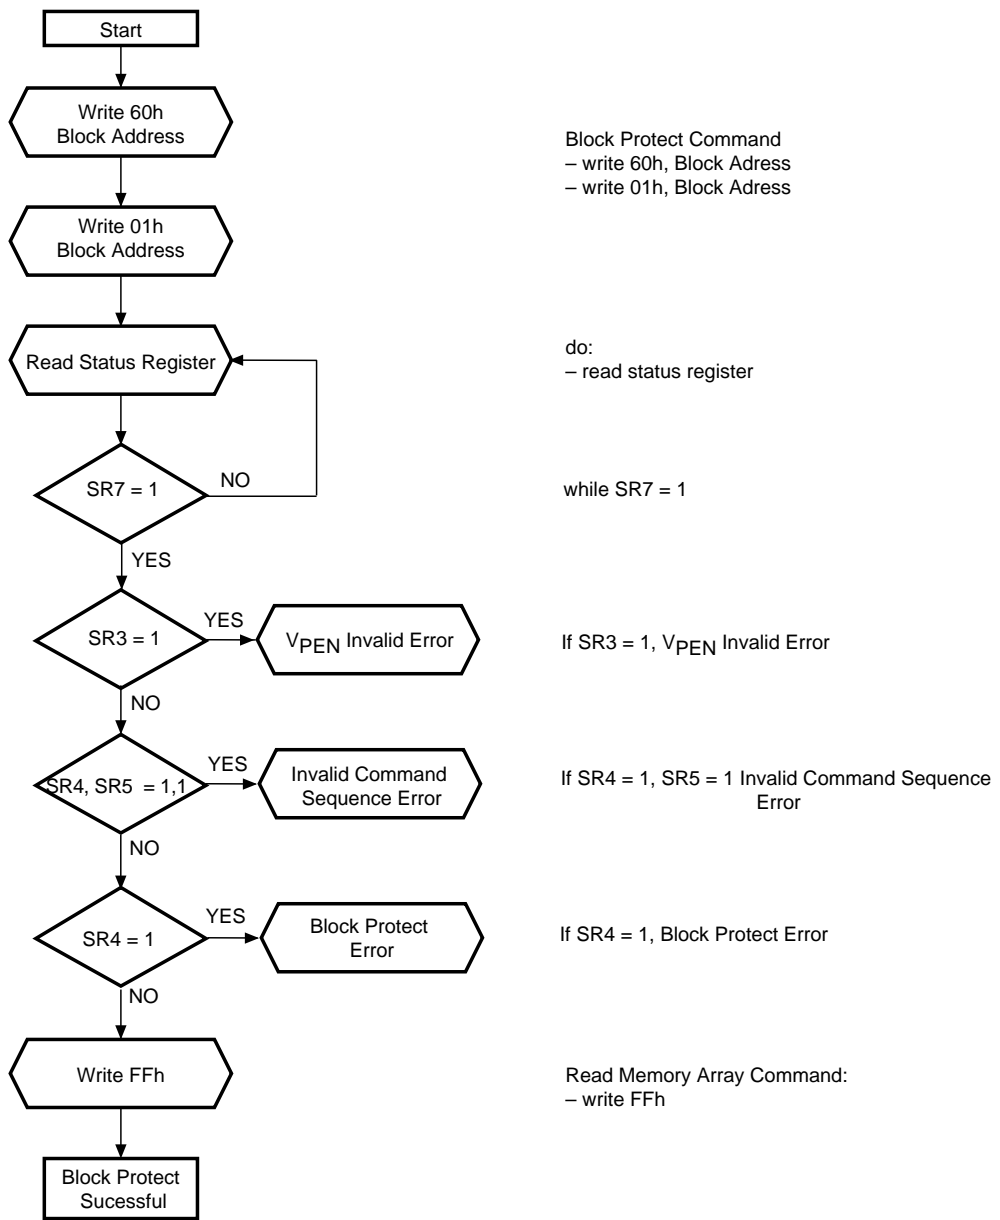 Start
Write 60h
Block Address
Block Protect Command
– write 60h, Block Adress
– write 01h, Block Adress
Write 01h
Block Address
Read Status Register
do:
– read status register
SR7 = 1
NO
while SR7 = 1
YES
SR3 = 1
YES
VPEN Invalid Error
If SR3 = 1, VPEN Invalid Error
NO
SR4, SR5 = 1,1
YES
Invalid Command
Sequence Error
If SR4 = 1, SR5 = 1 Invalid Command Sequence
Error
NO
SR4 = 1
YES
Block Protect
Error
If SR4 = 1, Block Protect Error
NO
Write FFh
Read Memory Array Command:
– write FFh
Block Protect
Sucessful